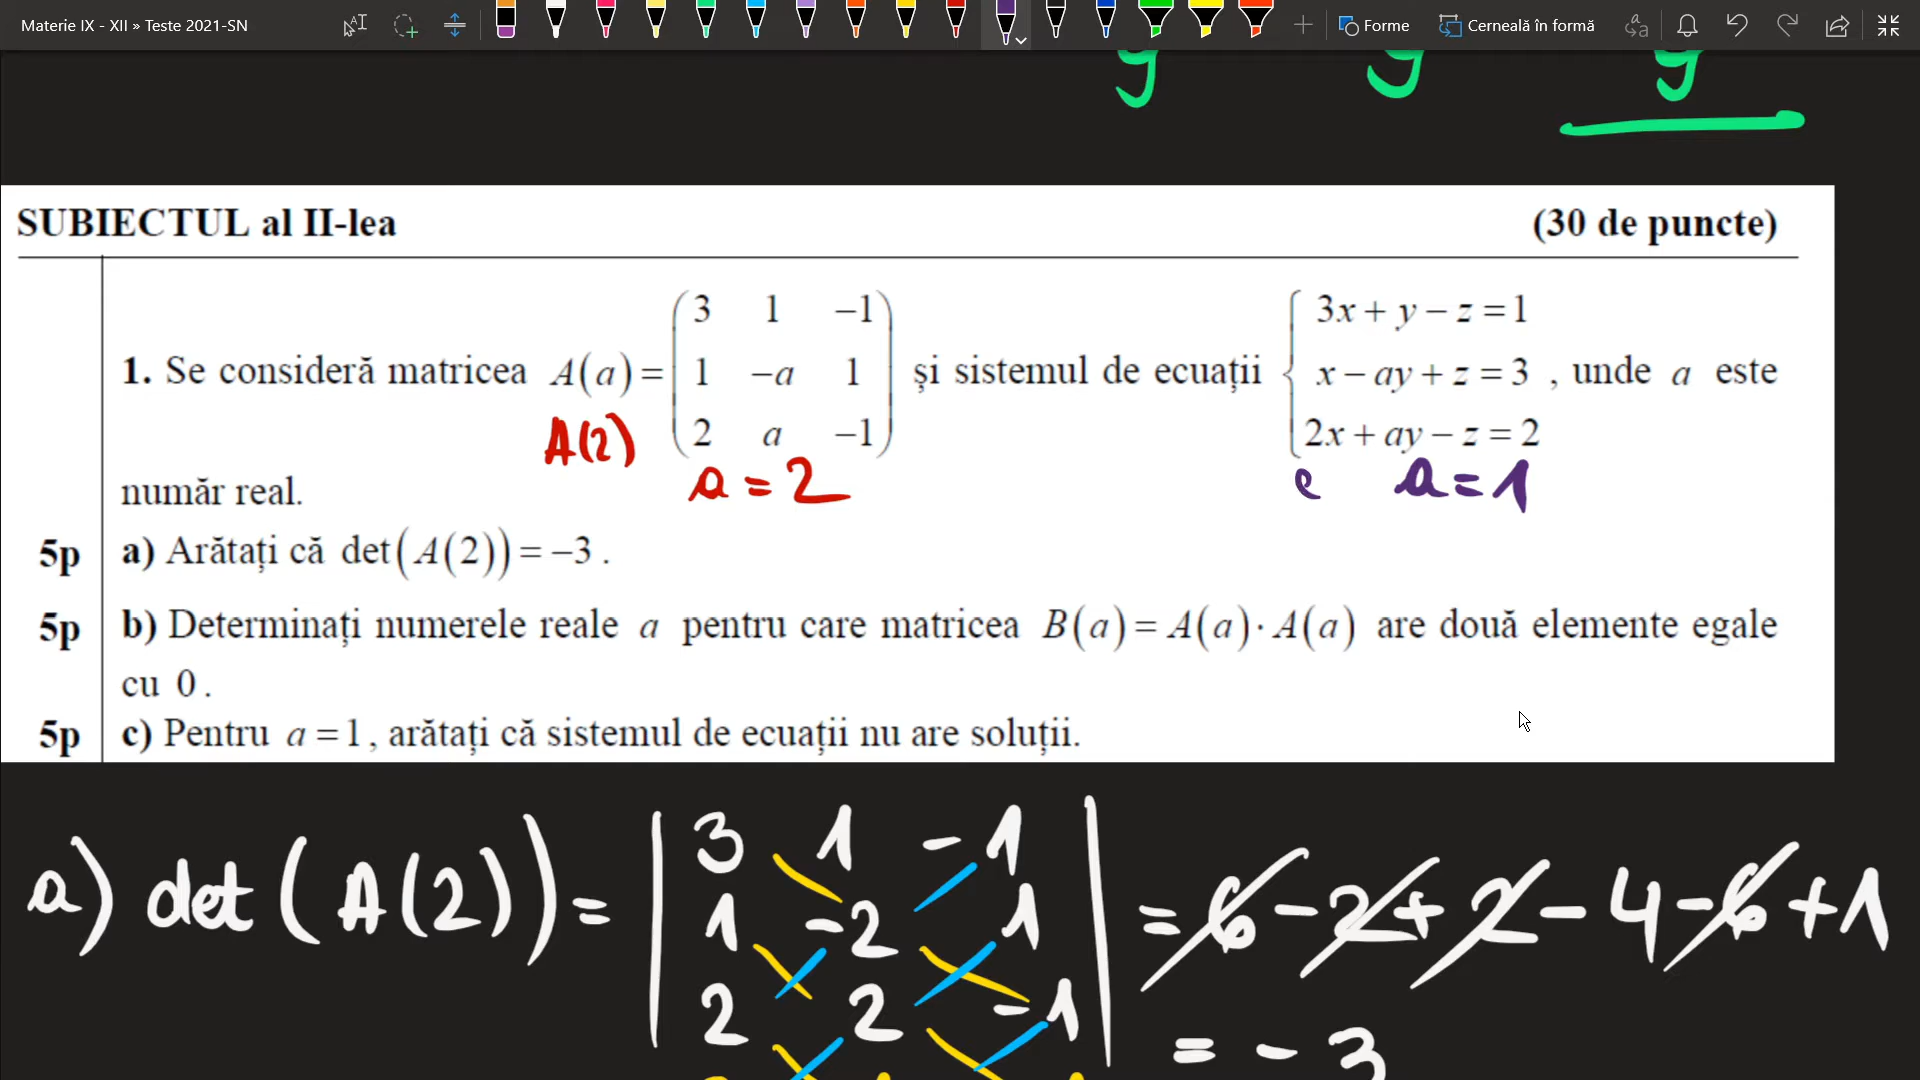 Materie IX - XII » Teste 2021-SN
Forme
Cerneală în formă
y y y
SUBIECTUL al II-lea (30 de puncte)
1. Se consideră matricea A(a) = ( 3 1 −1 ; 1 −a 1 ; 2 a −1 ) și sistemul de ecuații { 3x + y − z = 1 ; x − ay + z = 3 ; 2x + ay − z = 2 , unde a este
A(2)
a = 2
a = 1
număr real.
5p a) Arătați că det(A(2)) = −3 .
5p b) Determinați numerele reale a pentru care matricea B(a) = A(a) · A(a) are două elemente egale
cu 0 .
5p c) Pentru a = 1 , arătați că sistemul de ecuații nu are soluții.
a) det(A(2)) = | 3 1 -1 ; 1 -2 1 ; 2 2 -1 | = 6 - 2 + 2 - 4 - 6 + 1
= - 3